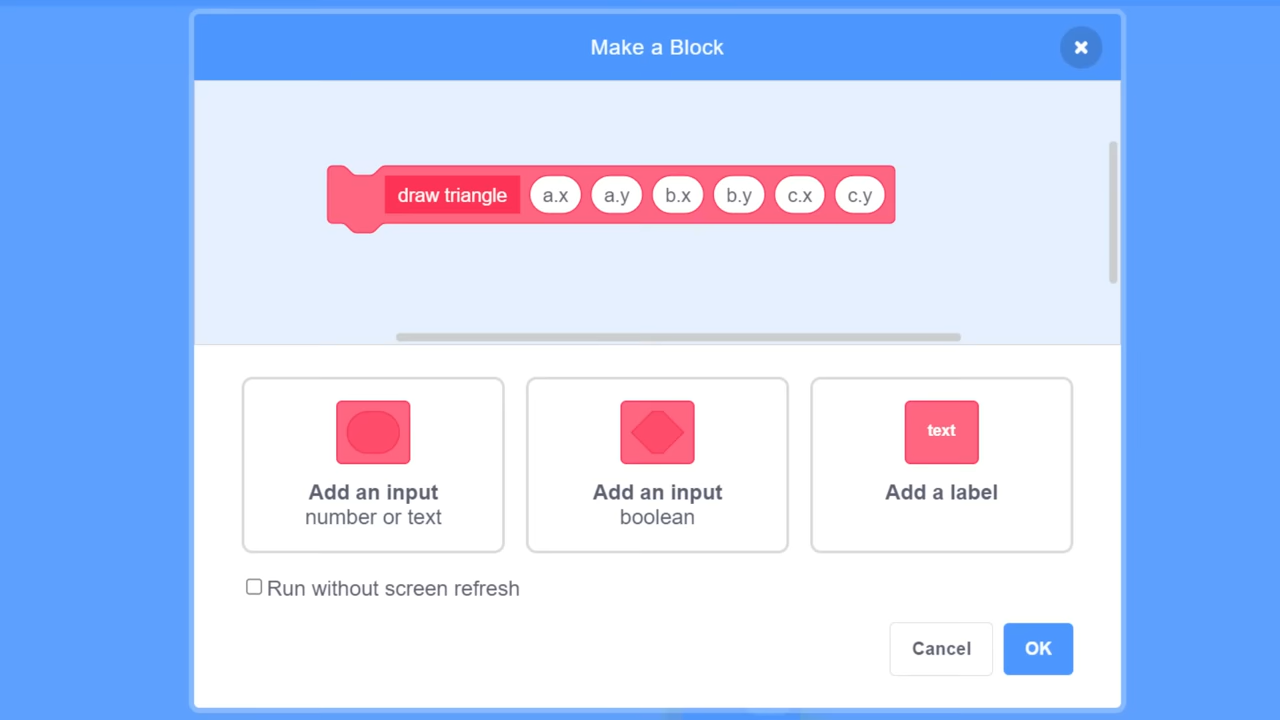 Make a Block
draw triangle a.x a.y b.x b.y c.x c.y
text
Add an input Add an input Add a label
number or text boolean
Run without screen refresh
Cancel OK